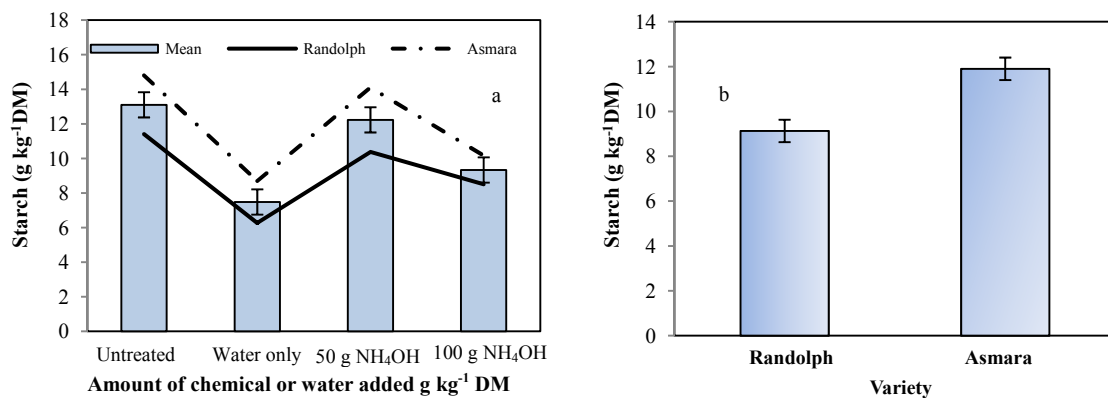 18
16
14
12
10
8
6
4
2
0
Starch (g kg⁻¹DM)
Mean
Randolph
Asmara
a
Untreated
Water only
50 g NH₄OH
100 g NH₄OH
Amount of chemical or water added g kg⁻¹ DM
14
12
10
8
6
4
2
0
Starch (g kg⁻¹DM)
b
Randolph
Asmara
Variety